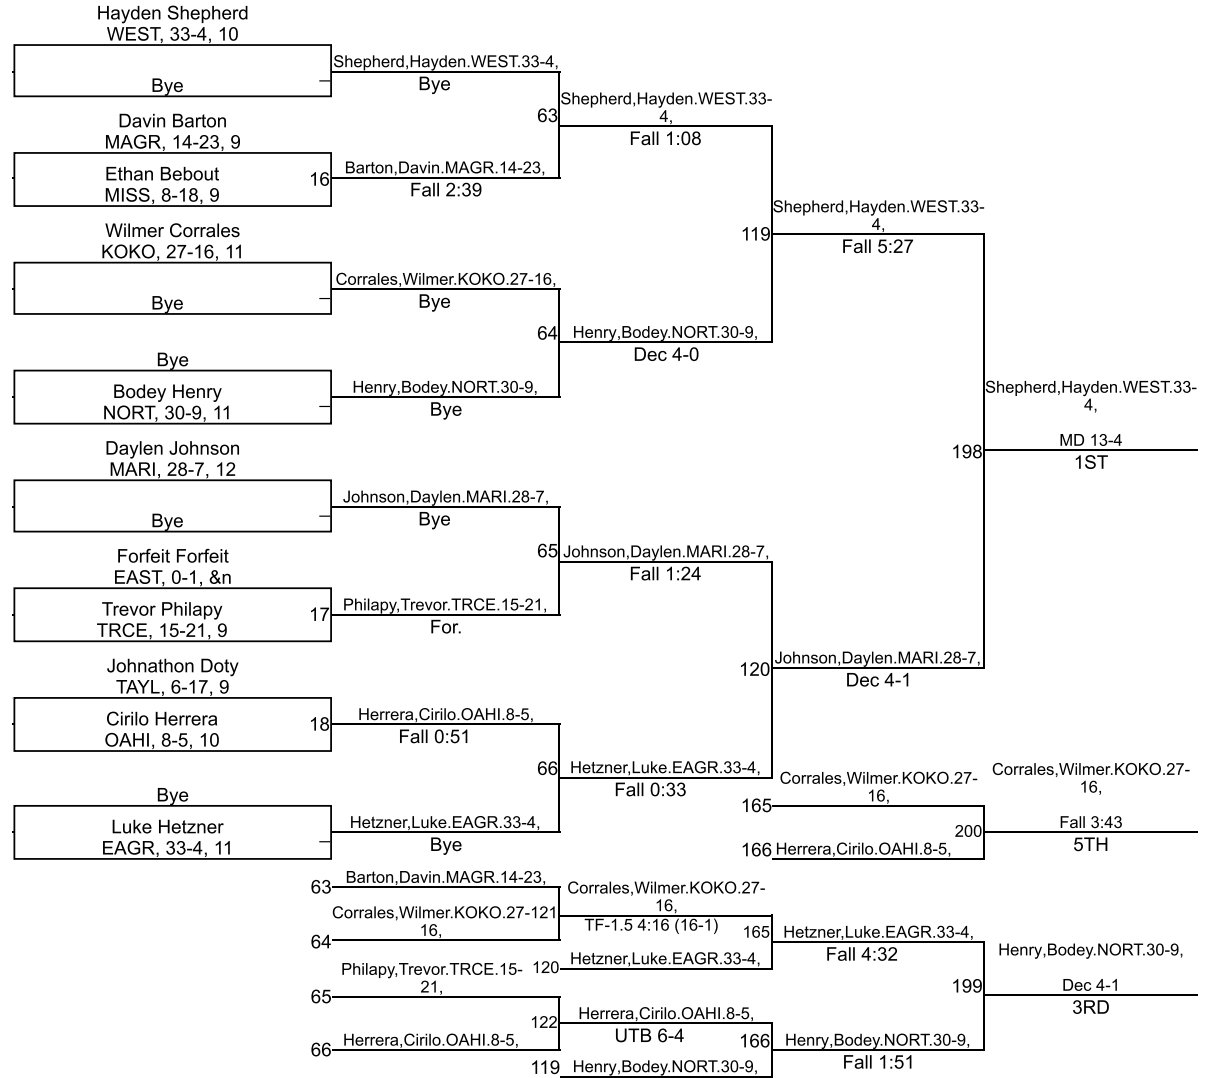 Hayden Shepherd
WEST, 33-4, 10
Bye
Shepherd,Hayden.WEST.33-4,
Bye
Davin Barton
MAGR, 14-23, 9
Ethan Bebout
MISS, 8-18, 9
16
Barton,Davin.MAGR.14-23,
Fall 2:39
63
Shepherd,Hayden.WEST.33-
4,
Fall 1:08
Wilmer Corrales
KOKO, 27-16, 11
Bye
Corrales,Wilmer.KOKO.27-16,
Bye
Bye
Bodey Henry
NORT, 30-9, 11
Henry,Bodey.NORT.30-9,
Bye
64
Henry,Bodey.NORT.30-9,
Dec 4-0
119
Shepherd,Hayden.WEST.33-
4,
Fall 5:27
Daylen Johnson
MARI, 28-7, 12
Bye
Johnson,Daylen.MARI.28-7,
Bye
Forfeit Forfeit
EAST, 0-1, &n
Trevor Philapy
TRCE, 15-21, 9
17
Philapy,Trevor.TRCE.15-21,
For.
65
Johnson,Daylen.MARI.28-7,
Fall 1:24
Johnathon Doty
TAYL, 6-17, 9
Cirilo Herrera
OAHI, 8-5, 10
18
Herrera,Cirilo.OAHI.8-5,
Fall 0:51
Bye
Luke Hetzner
EAGR, 33-4, 11
Hetzner,Luke.EAGR.33-4,
Bye
66
Hetzner,Luke.EAGR.33-4,
Fall 0:33
120
Johnson,Daylen.MARI.28-7,
Dec 4-1
198
Shepherd,Hayden.WEST.33-
4,
MD 13-4
1ST
165
Corrales,Wilmer.KOKO.27-
16,
166
Herrera,Cirilo.OAHI.8-5,
200
Corrales,Wilmer.KOKO.27-
16,
Fall 3:43
5TH
63
Barton,Davin.MAGR.14-23,
64
Corrales,Wilmer.KOKO.27-
16,
121
Corrales,Wilmer.KOKO.27-
16,
TF-1.5 4:16 (16-1)
120
Hetzner,Luke.EAGR.33-4,
165
Hetzner,Luke.EAGR.33-4,
Fall 4:32
65
Philapy,Trevor.TRCE.15-
21,
66
Herrera,Cirilo.OAHI.8-5,
122
Herrera,Cirilo.OAHI.8-5,
UTB 6-4
119
Henry,Bodey.NORT.30-9,
166
Henry,Bodey.NORT.30-9,
Fall 1:51
199
Henry,Bodey.NORT.30-9,
Dec 4-1
3RD